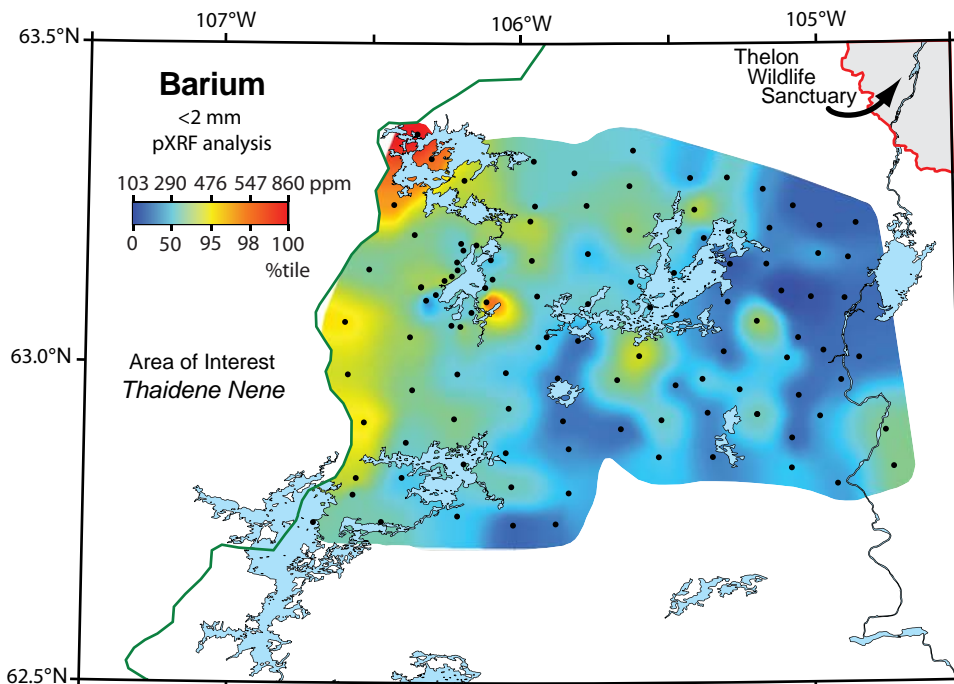 107°W 106°W 105°W
63.5°N
Barium
<2 mm
pXRF analysis
103 290 476 547 860 ppm
0 50 95 98 100
%tile
Thelon
Wildlife
Sanctuary
63.0°N
Area of Interest
Thaidene Nene
62.5°N